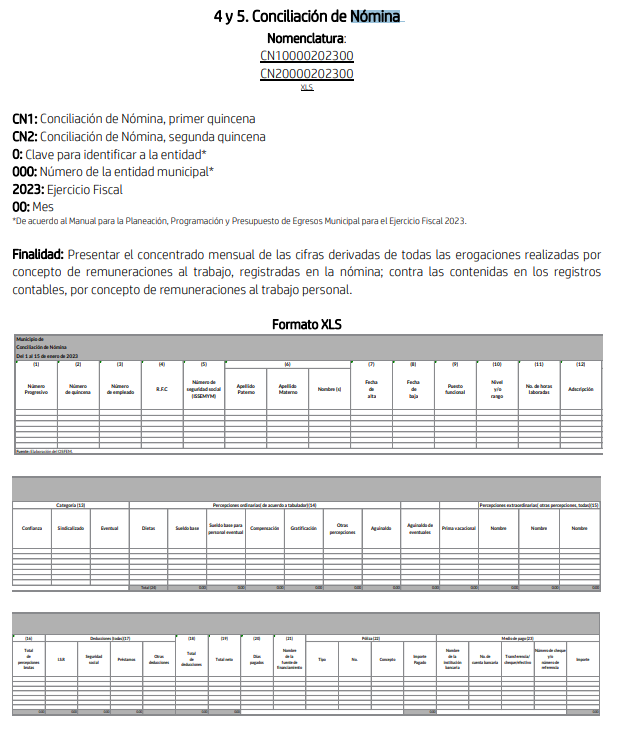 4 y 5. Conciliación de Nómina
Nomenclatura:
CN10000202300
CN20000202300
XLS
CN1: Conciliación de Nómina, primer quincena
CN2: Conciliación de Nómina, segunda quincena
0: Clave para identificar a la entidad*
000: Número de la entidad municipal*
2023: Ejercicio Fiscal
00: Mes
*De acuerdo al Manual para la Planeación, Programación y Presupuesto de Egresos Municipal para el Ejercicio Fiscal 2023.
Finalidad: Presentar el concentrado mensual de las cifras derivadas de todas las erogaciones realizadas por
concepto de remuneraciones al trabajo, registradas en la nómina; contra las contenidas en los registros
contables, por concepto de remuneraciones al trabajo personal.
Formato XLS
Municipio de
Conciliación de Nómina
Del 1 al 15 de enero de 2023
(1) (2) (3) (4) (5) (6) (7) (8) (9) (10) (11) (12)
Número Progresivo
Número de quincena
Número de empleado
R.F.C
Número de seguridad social (ISSEMYM)
Apellido Paterno
Apellido Materno
Nombre (s)
Fecha de alta
Fecha de baja
Puesto funcional
Nivel y/o rango
No. de horas laboradas
Adscripción
Fuente: Elaboración del OSFEM.
Categoría (13) Percepciones ordinarias( de acuerdo a tabulador)(14) Percepciones extraordinarias( otras percepciones, todas)(15)
Confianza
Sindicalizado
Eventual
Dietas
Sueldo base
Sueldo base para personal eventual
Compensación
Gratificación
Otras percepciones
Aguinaldo
Aguinaldo de eventuales
Prima vacacional
Nombre
Nombre
Nombre
Total (24) 0.00 0.00 0.00 0.00 0.00 0.00 0.00 0.00 0.00 0.00 0.00
(16) Deducciones (todas)(17) (18) (19) (20) (21) Póliza (22) Medio de pago(23)
Total de percepciones brutas
I.S.R
Seguridad social
Préstamos
Otras deducciones
Total de deducciones
Total neto
Días pagados
Nombre de la fuente de financiamiento
Tipo
No.
Concepto
Importe Pagado
Nombre de la institución bancaria
No. de cuenta bancaria
Transferencia/ cheque/efectivo
Número de cheque y/o número de referencia
Importe
0.00 0.00 0.00 0.00 0.00 0.00 0.00 0.00 0.00